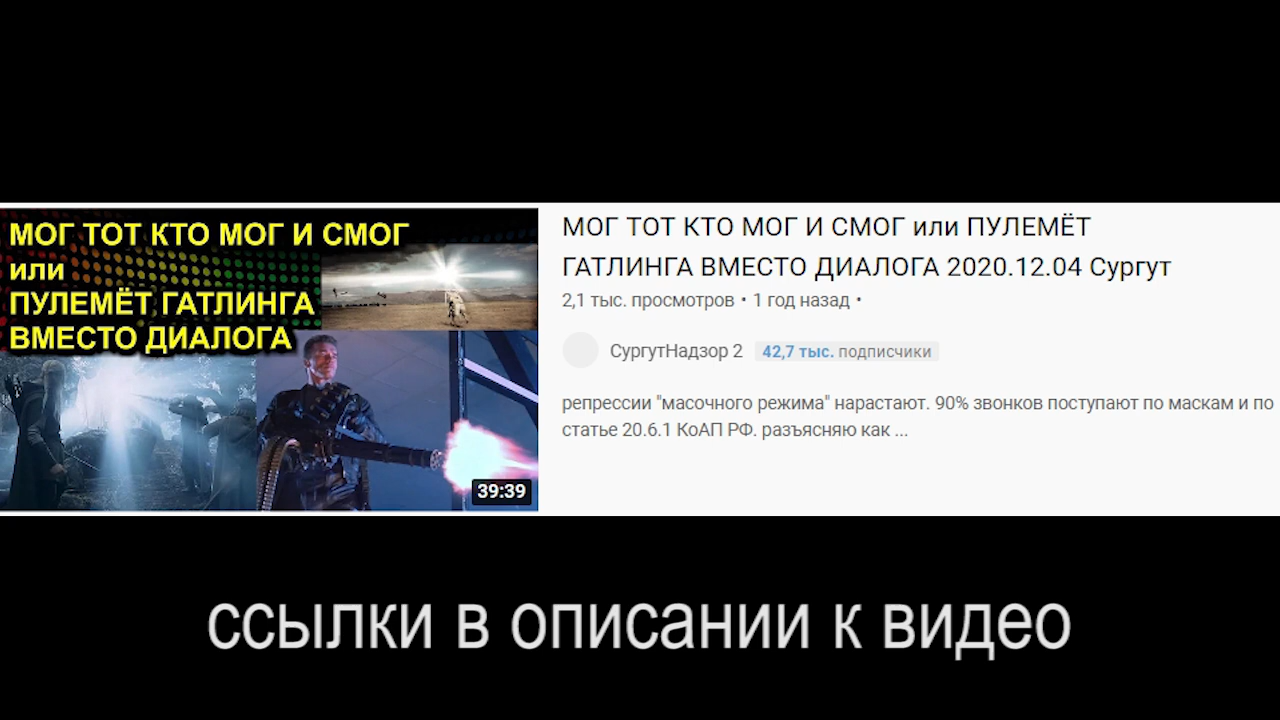 МОГ ТОТ КТО МОГ И СМОГ
или
ПУЛЕМЁТ ГАТЛИНГА
ВМЕСТО ДИАЛОГА
39:39
МОГ ТОТ КТО МОГ И СМОГ или ПУЛЕМЁТ
ГАТЛИНГА ВМЕСТО ДИАЛОГА 2020.12.04 Сургут
2,1 тыс. просмотров • 1 год назад •
СургутНадзор 2 42,7 тыс. подписчики
репрессии "масочного режима" нарастают. 90% звонков поступают по маскам и по
статье 20.6.1 КоАП РФ. разъясняю как ...
ссылки в описании к видео